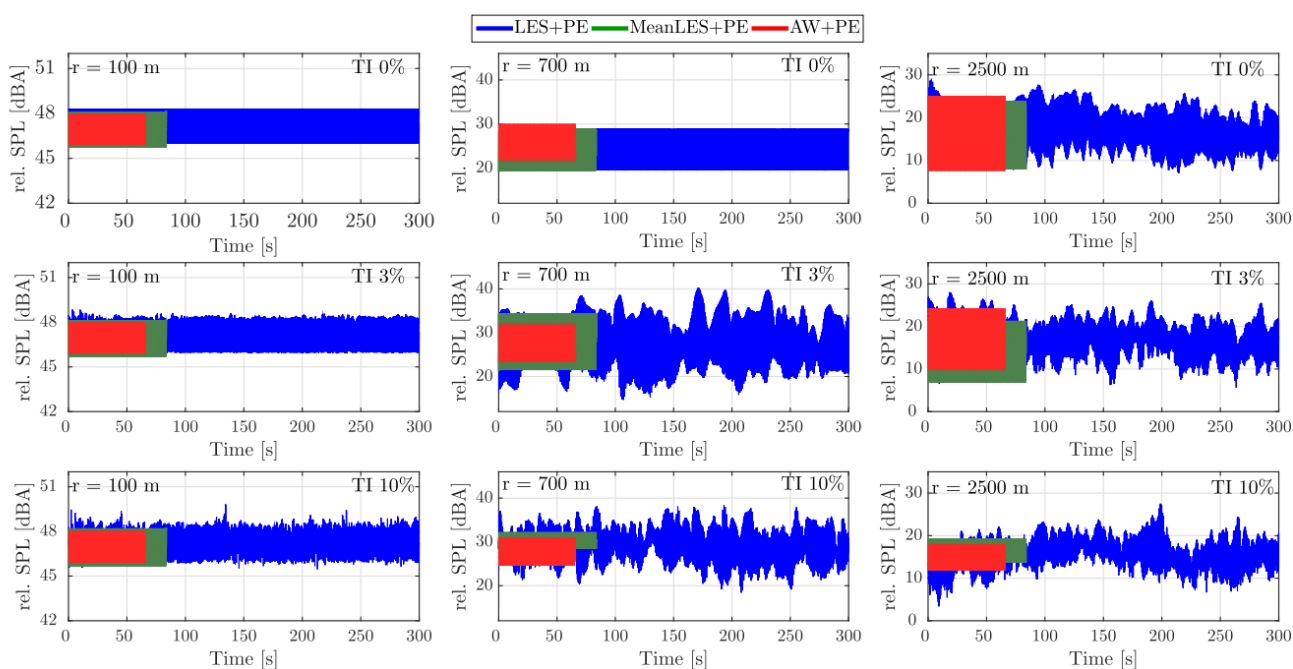 LES+PE MeanLES+PE AW+PE
r = 100 m TI 0%
rel. SPL [dBA]
51
48
45
42
0 50 100 150 200 250 300
Time [s]
r = 700 m TI 0%
rel. SPL [dBA]
40
30
20
0 50 100 150 200 250 300
Time [s]
r = 2500 m TI 0%
rel. SPL [dBA]
30
20
10
0
0 50 100 150 200 250 300
Time [s]
r = 100 m TI 3%
rel. SPL [dBA]
51
48
45
42
0 50 100 150 200 250 300
Time [s]
r = 700 m TI 3%
rel. SPL [dBA]
40
30
20
0 50 100 150 200 250 300
Time [s]
r = 2500 m TI 3%
rel. SPL [dBA]
30
20
10
0
0 50 100 150 200 250 300
Time [s]
r = 100 m TI 10%
rel. SPL [dBA]
51
48
45
42
0 50 100 150 200 250 300
Time [s]
r = 700 m TI 10%
rel. SPL [dBA]
40
30
20
0 50 100 150 200 250 300
Time [s]
r = 2500 m TI 10%
rel. SPL [dBA]
30
20
10
0
0 50 100 150 200 250 300
Time [s]